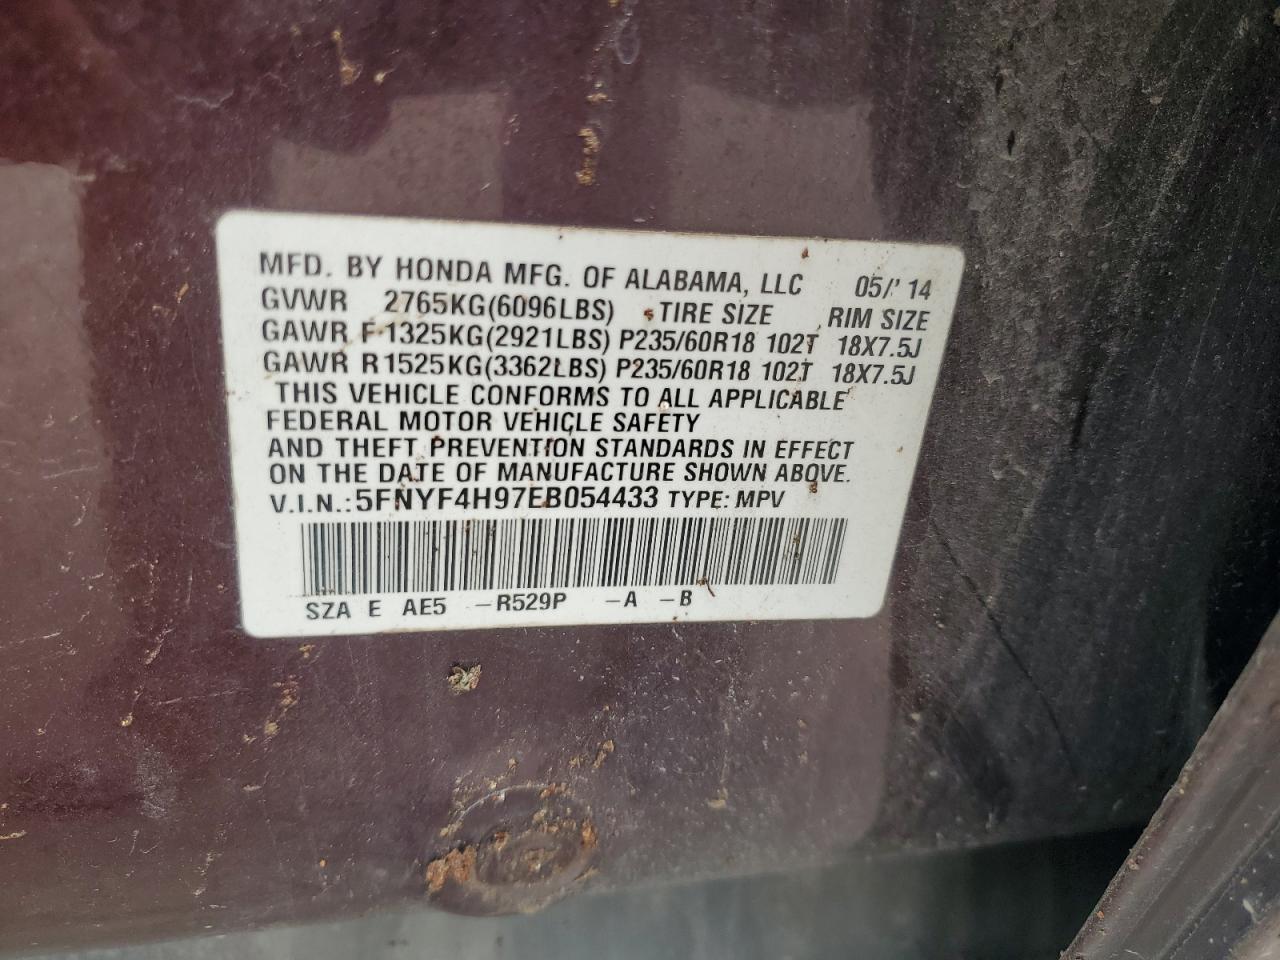 MFD. BY HONDA MFG. OF ALABAMA, LLC 05/'14
GVWR 2765KG(6096LBS) TIRE SIZE RIM SIZE
GAWR F 1325KG(2921LBS) P235/60R18 102T 18X7.5J
GAWR R 1525KG(3362LBS) P235/60R18 102T 18X7.5J
THIS VEHICLE CONFORMS TO ALL APPLICABLE
FEDERAL MOTOR VEHICLE SAFETY
AND THEFT PREVENTION STANDARDS IN EFFECT
ON THE DATE OF MANUFACTURE SHOWN ABOVE.
V.I.N.:5FNYF4H97EB054433 TYPE: MPV
SZA E AE5 -R529P -A -B